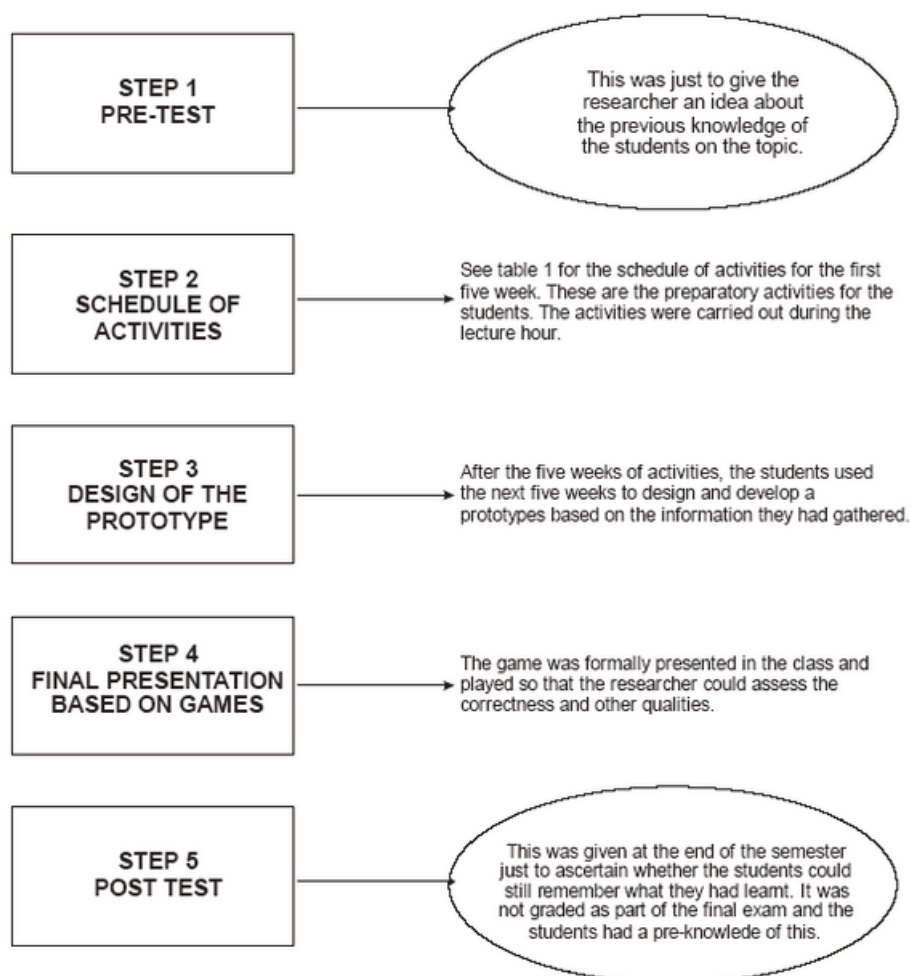 STEP 1
PRE-TEST
This was just to give the
researcher an idea about
the previous knowledge of
the students on the topic.
STEP 2
SCHEDULE OF
ACTIVITIES
See table 1 for the schedule of activities for the first
five week. These are the preparatory activities for the
students. The activities were carried out during the
lecture hour.
STEP 3
DESIGN OF THE
PROTOTYPE
After the five weeks of activities, the students used
the next five weeks to design and develop a
prototypes based on the information they had gathered.
STEP 4
FINAL PRESENTATION
BASED ON GAMES
The game was formally presented in the class and
played so that the researcher could assess the
correctness and other qualities.
STEP 5
POST TEST
This was given at the end of the semester
just to ascertain whether the students could
still remember what they had learnt. It was
not graded as part of the final exam and the
students had a pre-knowlede of this.